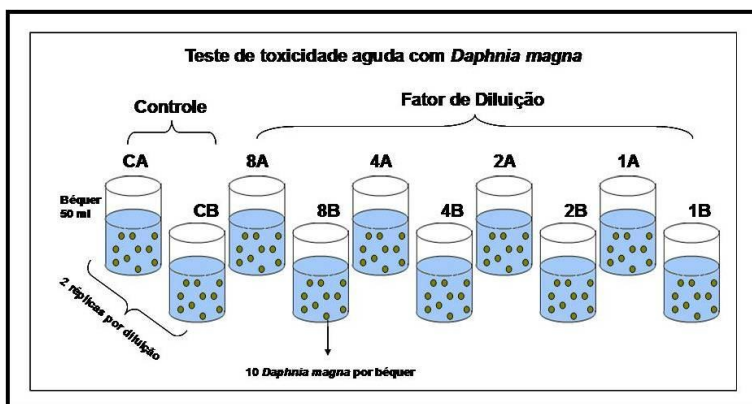 Teste de toxicidade aguda com Daphnia magna
Controle
Fator de Diluição
CA
8A
4A
2A
1A
Béquer
50 ml
CB
8B
4B
2B
1B
2 réplicas por diluição
10 Daphnia magna por béquer